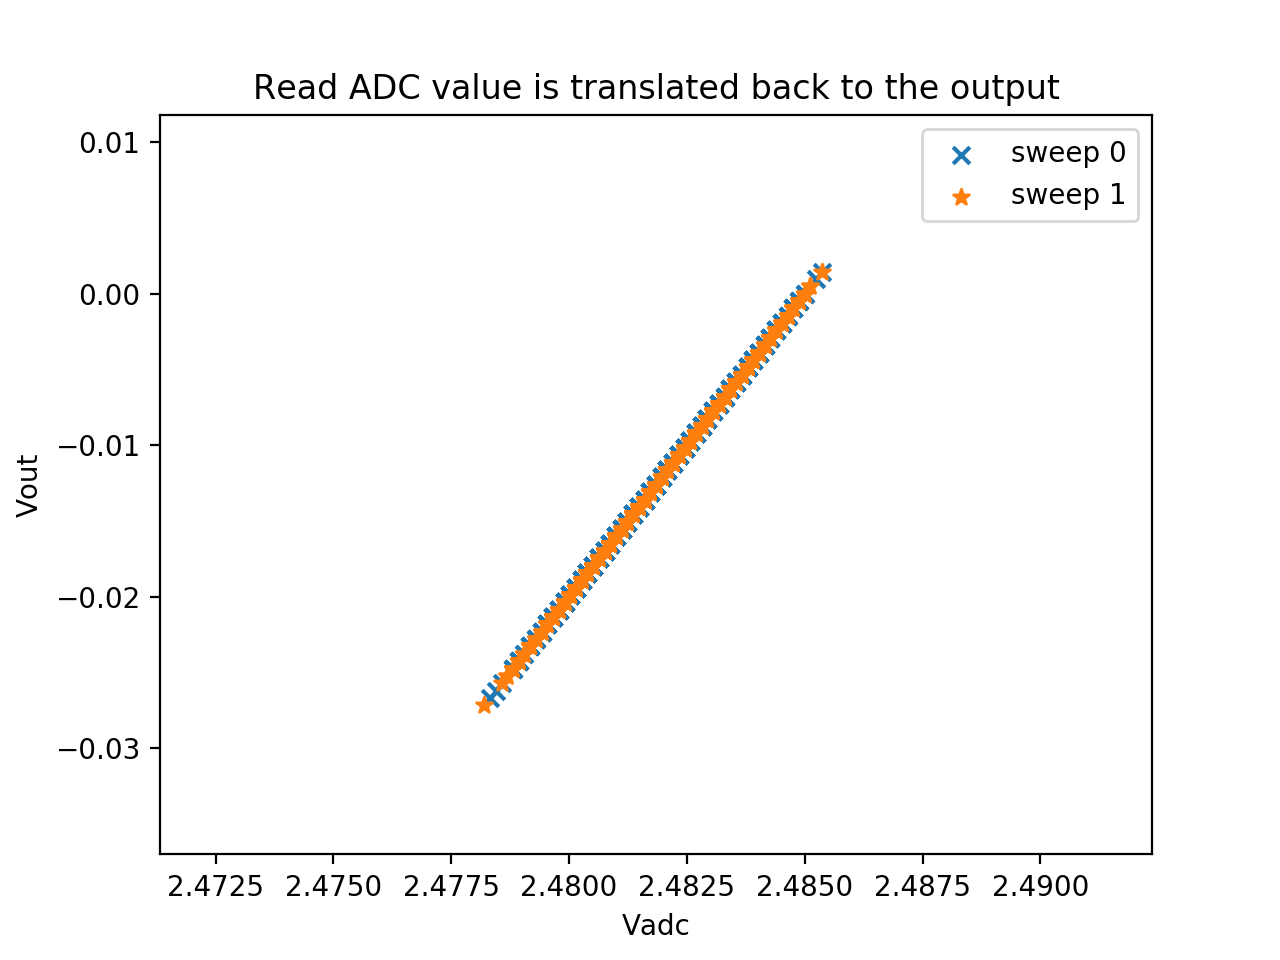 Read ADC value is translated back to the output
sweep 0
sweep 1
0.01
0.00
−0.01
−0.02
−0.03
Vout
2.4725 2.4750 2.4775 2.4800 2.4825 2.4850 2.4875 2.4900
Vadc